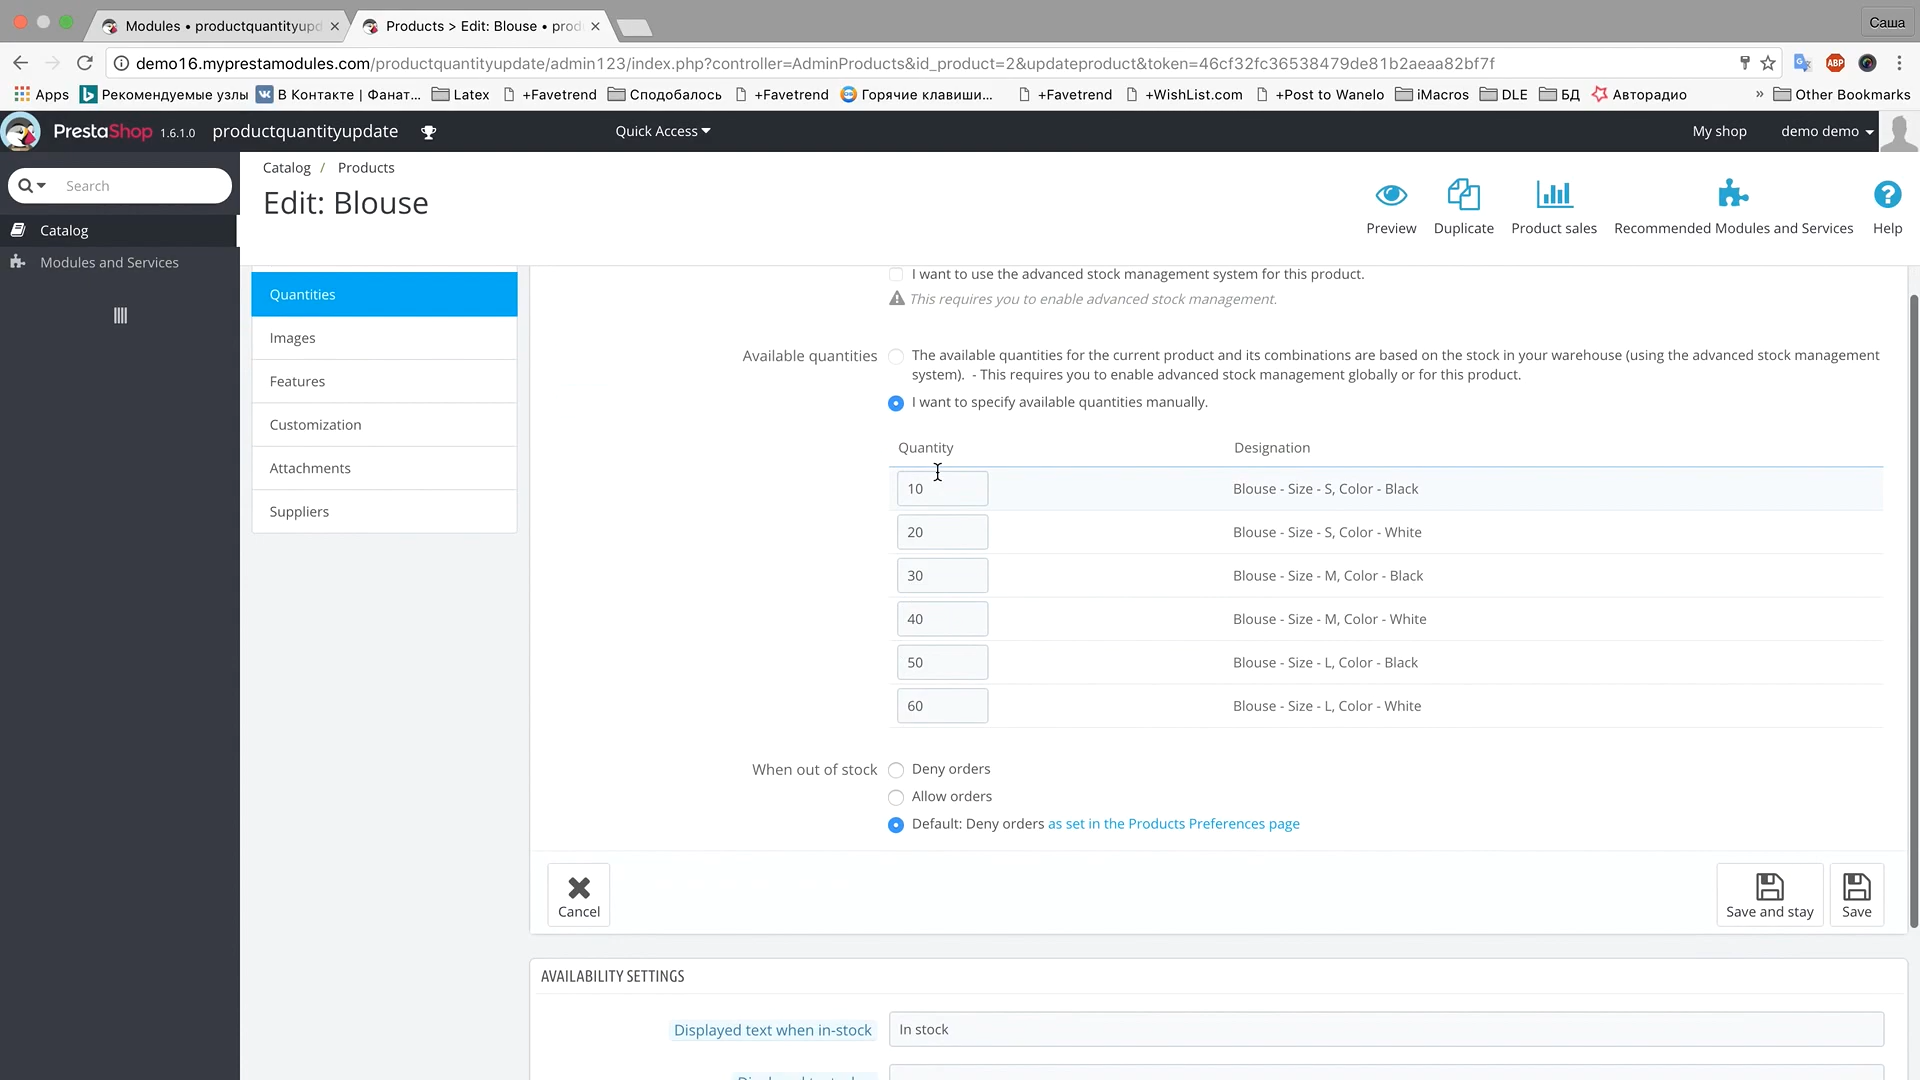 Modules • productquantityupd
Products > Edit: Blouse • prod
Саша
demo16.myprestamodules.com/productquantityupdate/admin123/index.php?controller=AdminProducts&id_product=2&updateproduct&token=46cf32fc36538479de81b2aeaa82bf7f
ABP
Apps Рекомендуемые узлы В Контакте | Фанат... Latex +Favetrend Сподобалось +Favetrend Горячие клавиши... +Favetrend +WishList.com +Post to Wanelo iMacros DLE БД Авторадио » Other Bookmarks
PrestaShop 1.6.1.0 productquantityupdate Quick Access My shop demo demo
Search
Catalog
Modules and Services
Catalog / Products
Edit: Blouse
Preview Duplicate Product sales Recommended Modules and Services Help
Quantities
Images
Features
Customization
Attachments
Suppliers
I want to use the advanced stock management system for this product.
This requires you to enable advanced stock management.
Available quantities The available quantities for the current product and its combinations are based on the stock in your warehouse (using the advanced stock management
system). - This requires you to enable advanced stock management globally or for this product.
I want to specify available quantities manually.
Quantity Designation
10 Blouse - Size - S, Color - Black
20 Blouse - Size - S, Color - White
30 Blouse - Size - M, Color - Black
40 Blouse - Size - M, Color - White
50 Blouse - Size - L, Color - Black
60 Blouse - Size - L, Color - White
When out of stock Deny orders
Allow orders
Default: Deny orders as set in the Products Preferences page
Cancel Save and stay Save
AVAILABILITY SETTINGS
Displayed text when in-stock In stock